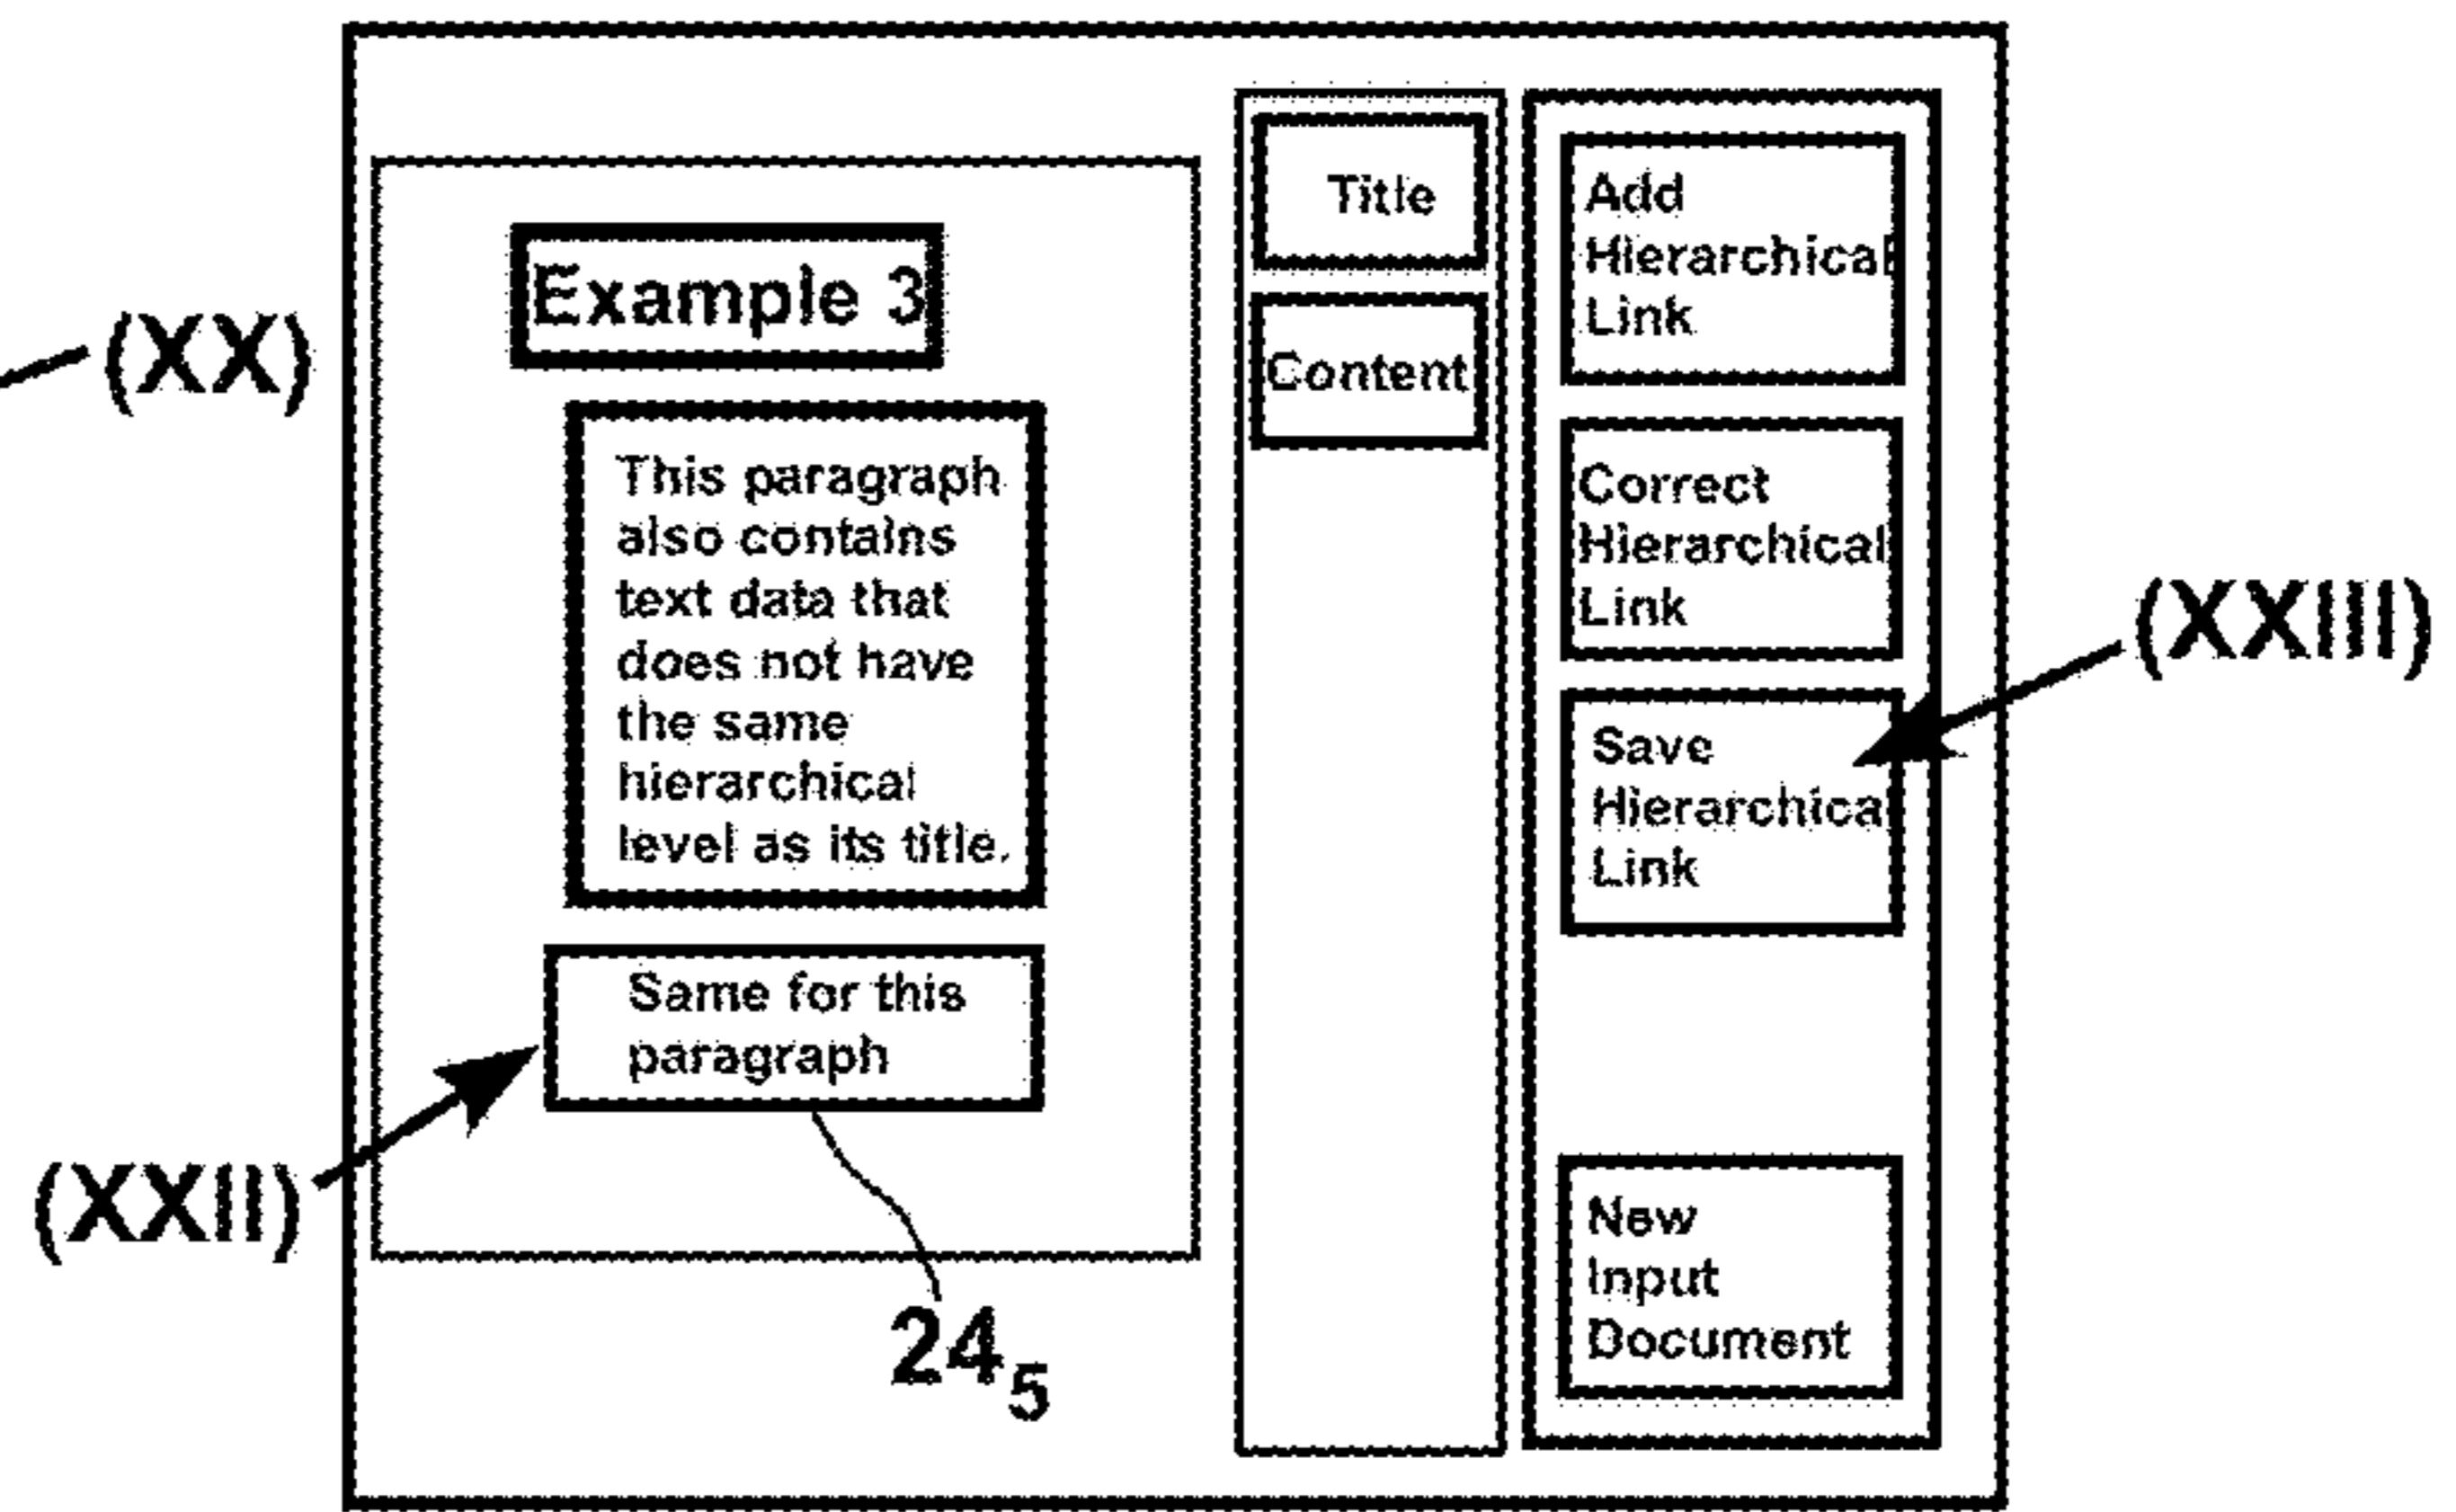 (XX)
Example 3
This paragraph
also contains
text data that
does not have
the same
hierarchical
level as its title.
Same for this
paragraph
(XXII)
24₅
Title
Content
Add
Hierarchical
Link
Correct
Hierarchical
Link
Save
Hierarchical
Link
New
Input
Document
(XXIII)